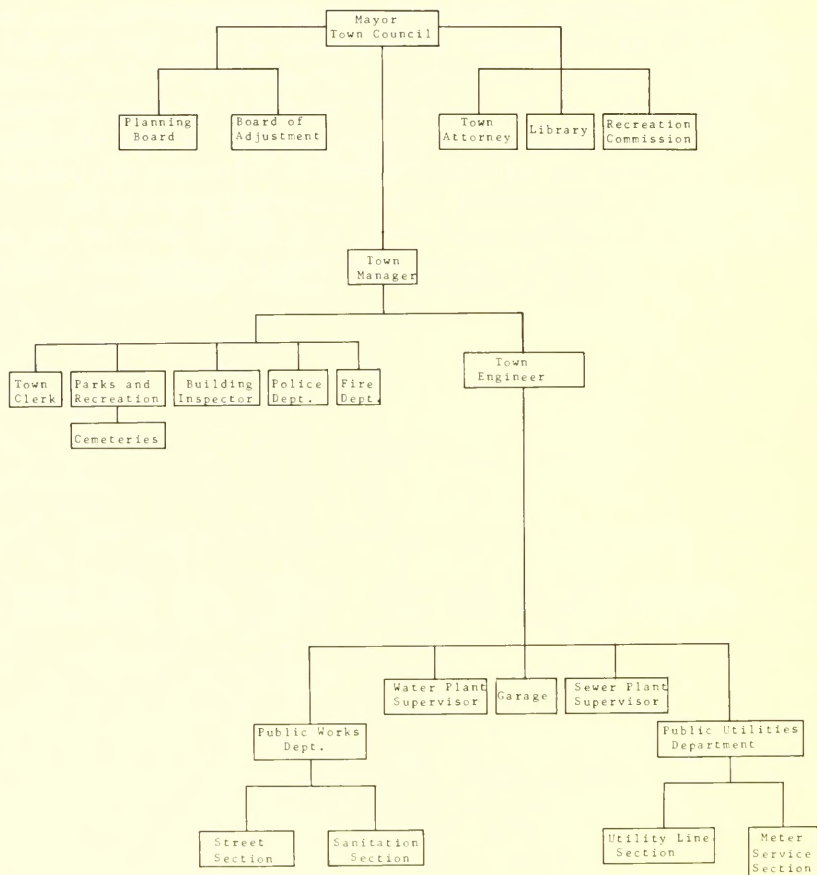 Mayor
Town Council
Planning
Board
Board of
Adjustment
Town
Attorney
Library
Recreation
Commission
Town
Manager
Town
Clerk
Parks and
Recreation
Building
Inspector
Police
Dept.
Fire
Dept.
Town
Engineer
Cemeteries
Water Plant
Supervisor
Garage
Sewer Plant
Supervisor
Public Works
Dept.
Public Utilities
Department
Street
Section
Sanitation
Section
Utility Line
Section
Meter
Service
Section